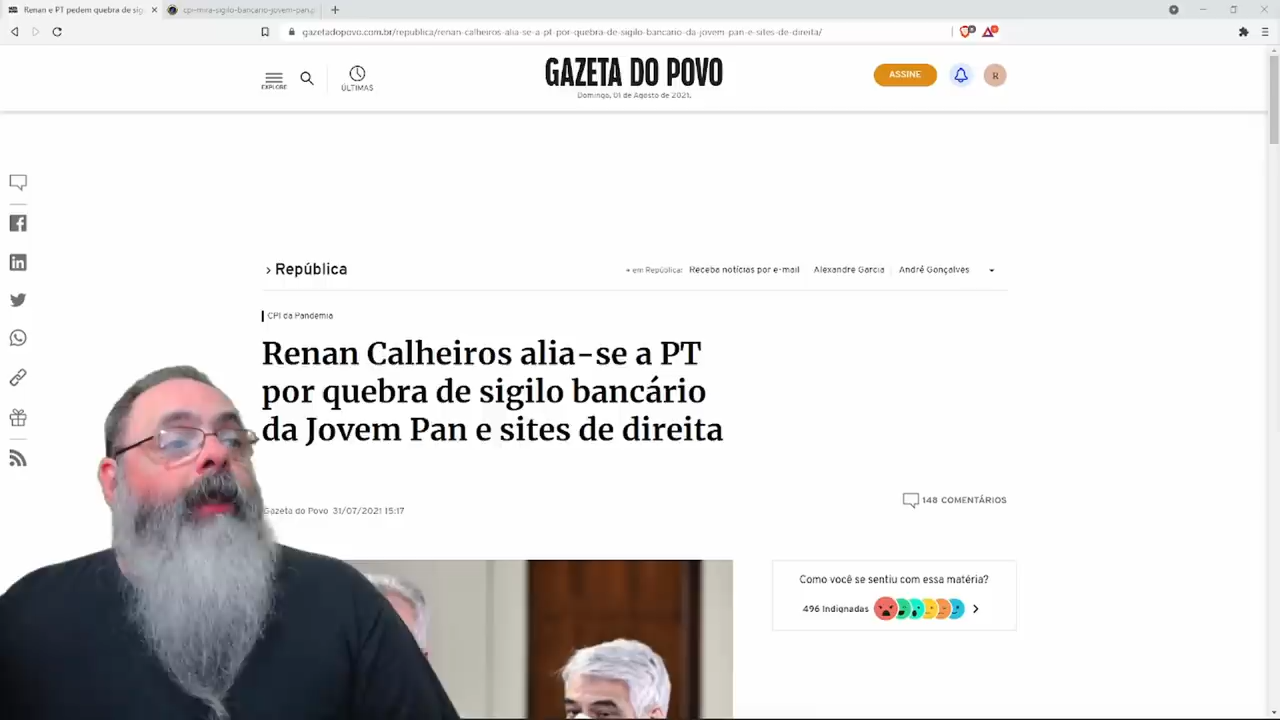 Renan e PT pedem quebra de sig
cpi-mira-sigilo-bancario-jovem-pan.p
gazetadopovo.com.br/republica/renan-calheiros-alia-se-a-pt-por-quebra-de-sigilo-bancario-da-jovem-pan-e-sites-de-direita/
EXPLORE
ÚLTIMAS
GAZETA DO POVO
Domingo, 01 de Agosto de 2021.
ASSINE
R
> República
+ em República: Receba notícias por e-mail Alexandre Garcia André Gonçalves
CPI da Pandemia
Renan Calheiros alia-se a PT
por quebra de sigilo bancário
da Jovem Pan e sites de direita
Gazeta do Povo 31/07/2021 15:17
148 COMENTÁRIOS
Como você se sentiu com essa matéria?
496 Indignadas